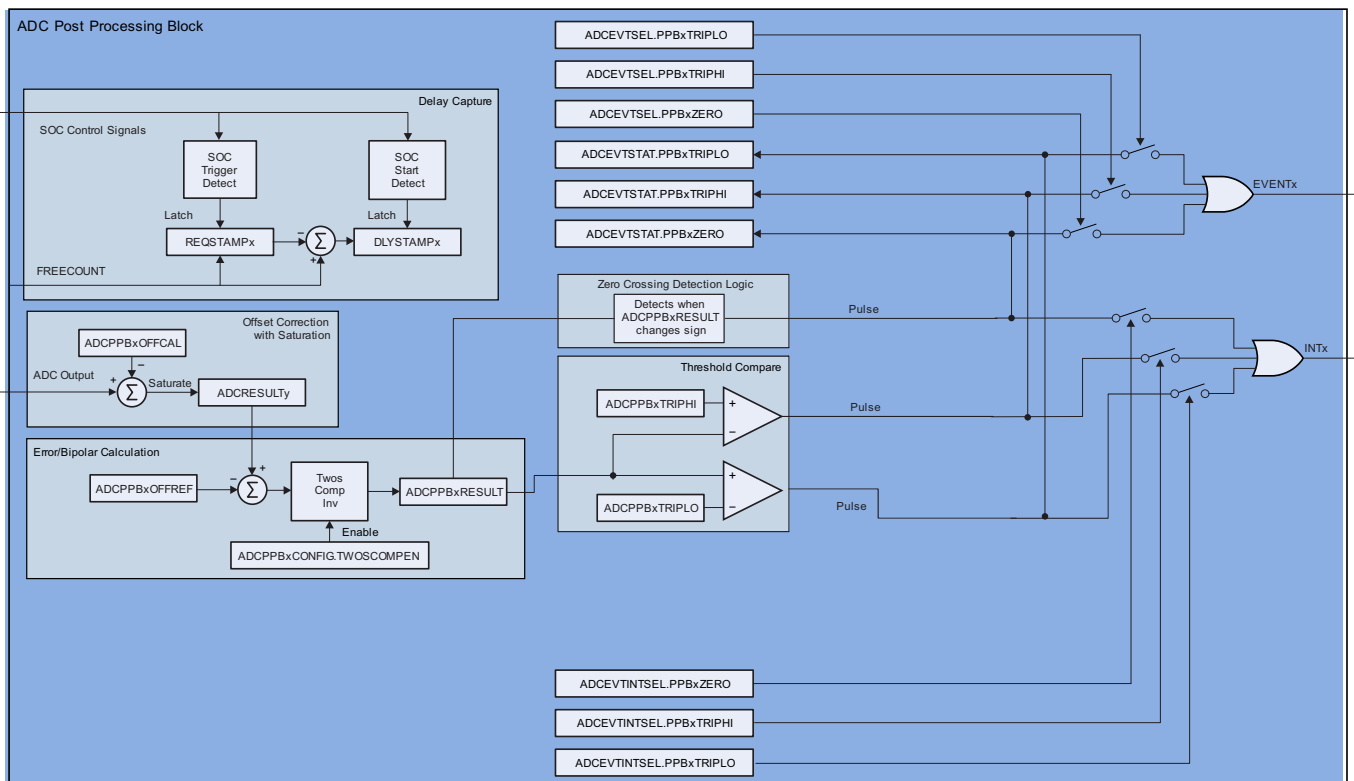 ADC Post Processing Block
ADCEVTSEL.PPBxTRIPLO
ADCEVTSEL.PPBxTRIPHI
ADCEVTSEL.PPBxZERO
ADCEVTSTAT.PPBxTRIPLO
ADCEVTSTAT.PPBxTRIPHI
ADCEVTSTAT.PPBxZERO
EVENTx
Delay Capture
SOC Control Signals
SOC
Trigger
Detect
SOC
Start
Detect
Latch
Latch
REQSTAMPx
−
Σ
+
DLYSTAMPx
FREECOUNT
Zero Crossing Detection Logic
Detects when
ADCPPBxRESULT
changes sign
Pulse
Offset Correction
with Saturation
ADCPPBxOFFCAL
−
ADC Output
+
Σ
Saturate
ADCRESULTy
Threshold Compare
ADCPPBxTRIPHI
+
−
Pulse
+
−
ADCPPBxTRIPLO
Pulse
INTx
Error/Bipolar Calculation
+
−
ADCPPBxOFFREF
Σ
Twos
Comp
Inv
ADCPPBxRESULT
Enable
ADCPPBxCONFIG.TWOSCOMPEN
ADCEVTINTSEL.PPBxZERO
ADCEVTINTSEL.PPBxTRIPHI
ADCEVTINTSEL.PPBxTRIPLO